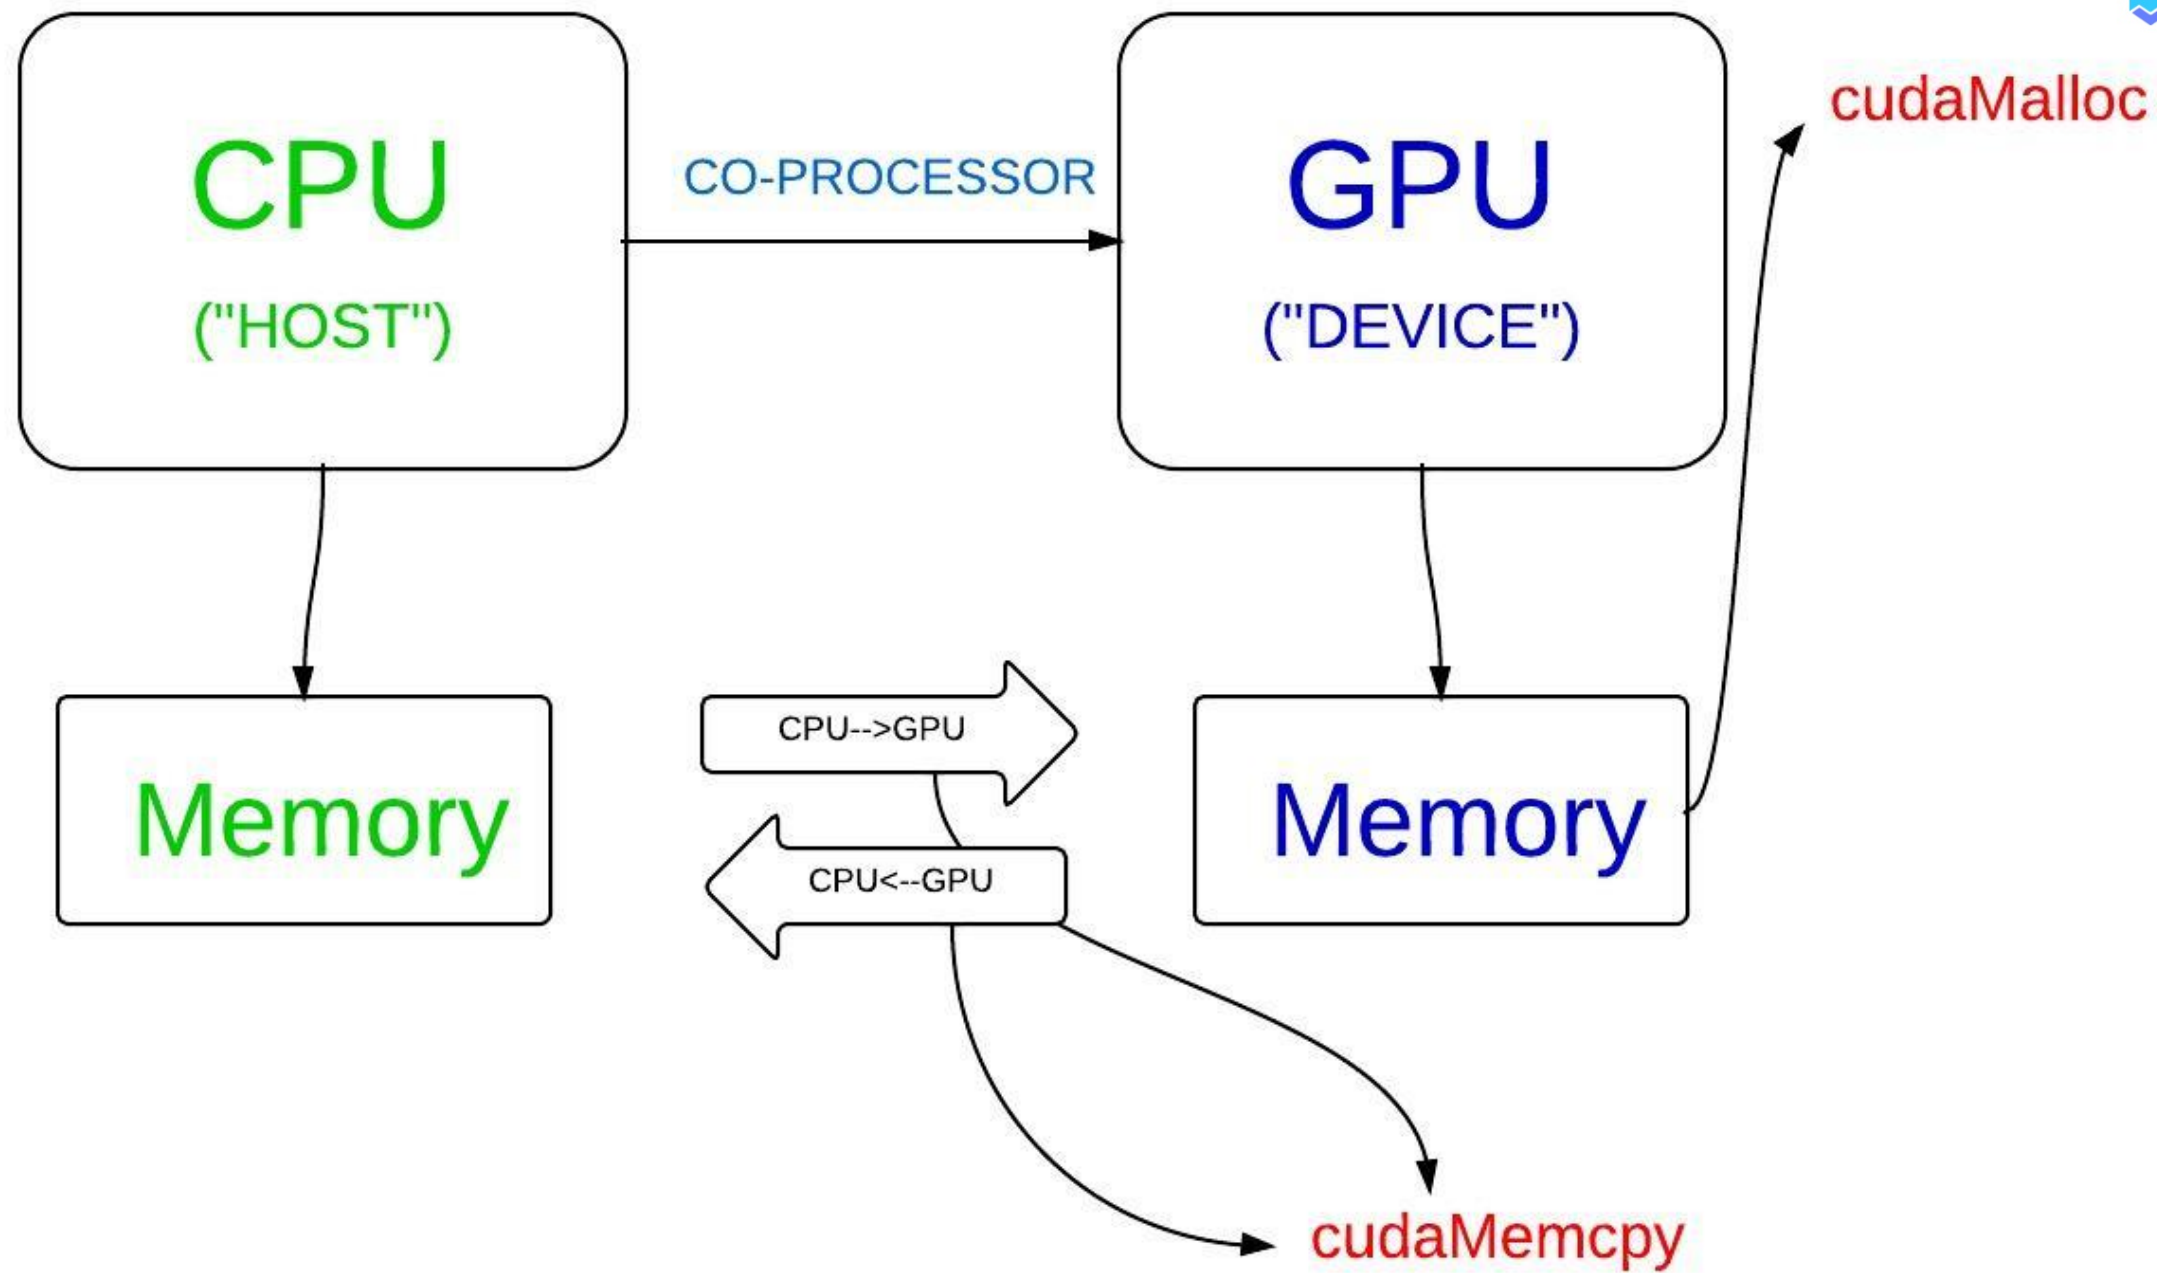 CPU
("HOST")
CO-PROCESSOR
GPU
("DEVICE")
cudaMalloc
Memory
CPU-->GPU
CPU<--GPU
Memory
cudaMemcpy